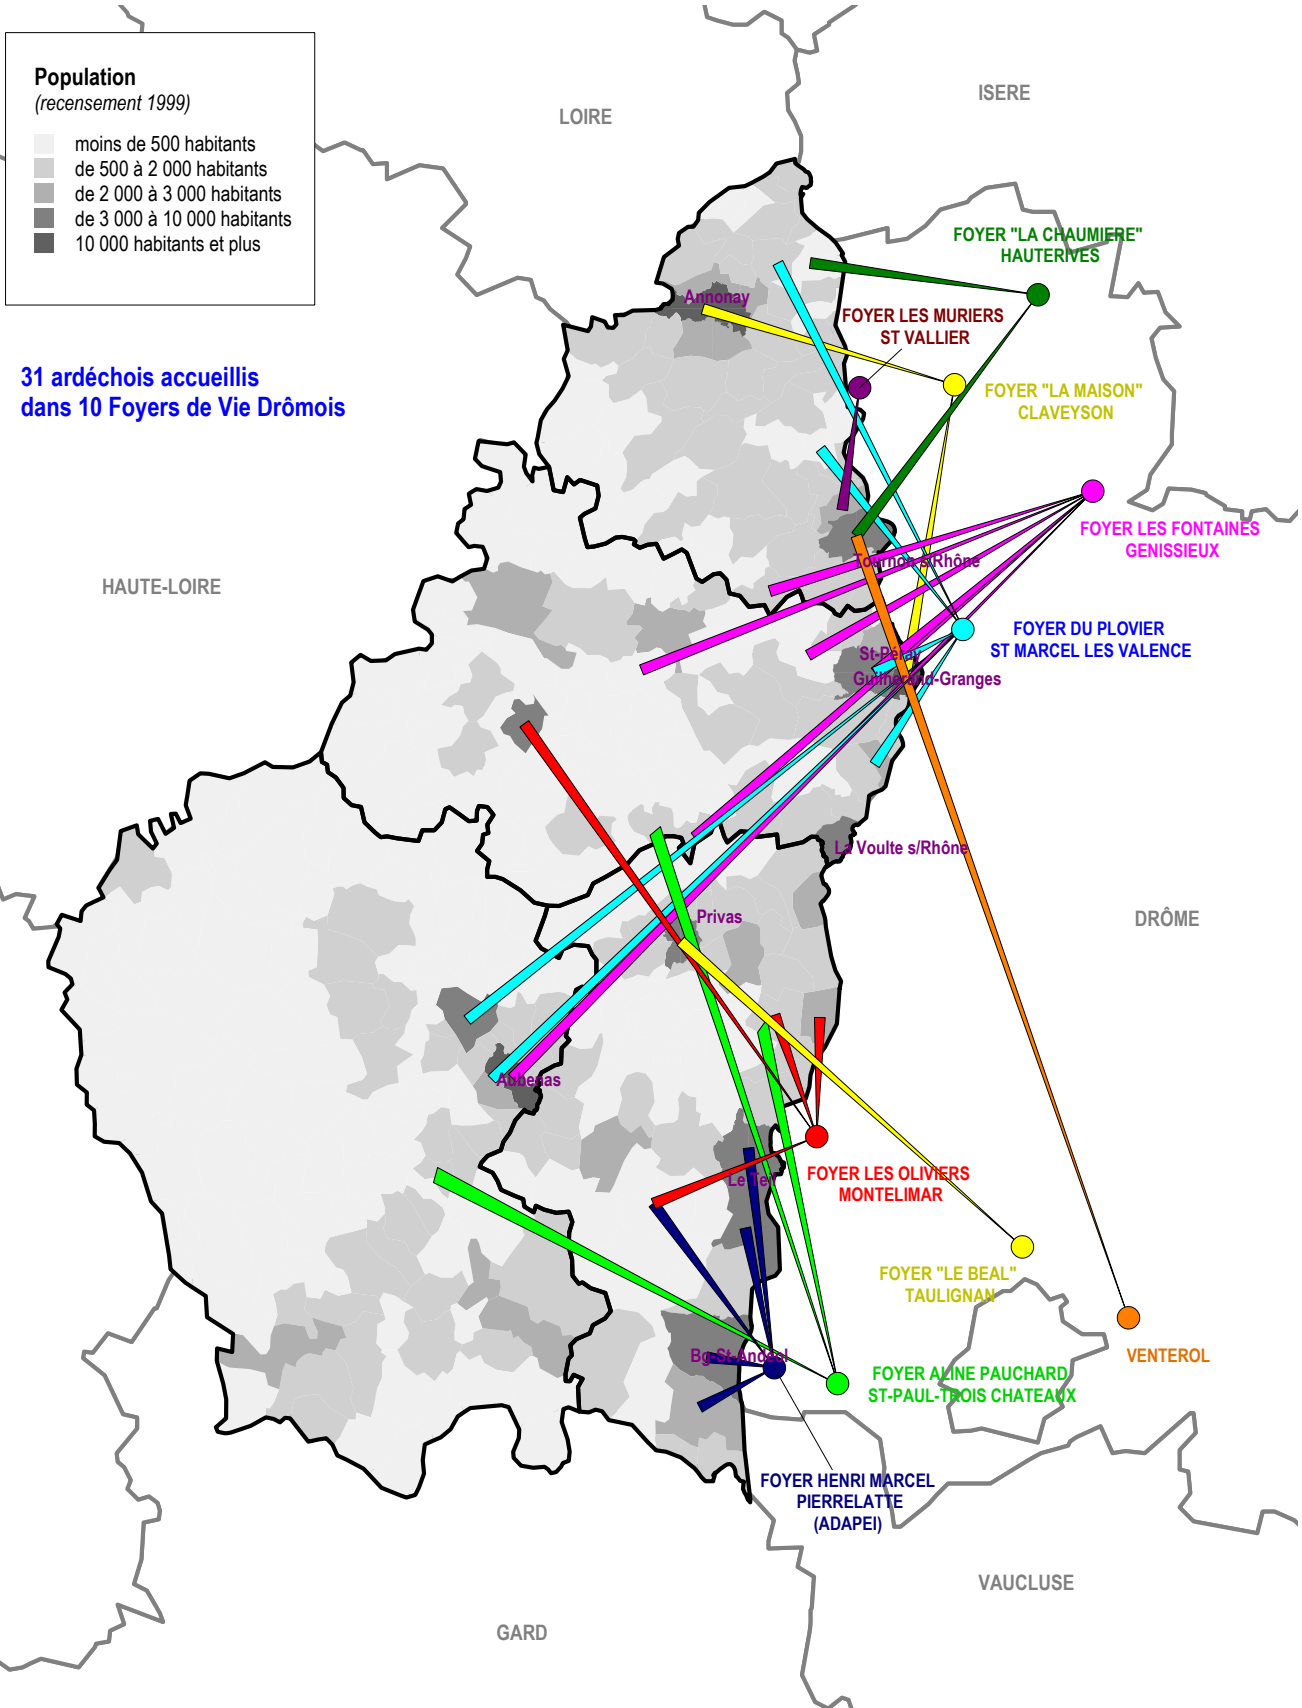 Population
(recensement 1999)
moins de 500 habitants
de 500 à 2 000 habitants
de 2 000 à 3 000 habitants
de 3 000 à 10 000 habitants
10 000 habitants et plus
31 ardéchois accueillis
dans 10 Foyers de Vie Drômois
LOIRE
ISERE
FOYER "LA CHAUMIERE"
HAUTERIVES
Annonay
FOYER LES MURIERS
ST VALLIER
FOYER "LA MAISON"
CLAVEYSON
FOYER LES FONTAINES
GENISSIEUX
Tournon s/Rhône
HAUTE-LOIRE
FOYER DU PLOVIER
ST MARCEL LES VALENCE
St-Péray
Guilherand-Granges
La Voulte s/Rhône
Privas
DRÔME
Aubenas
Le Teil
FOYER LES OLIVIERS
MONTELIMAR
FOYER "LE BEAL"
TAULIGNAN
VENTEROL
Bg-St-Andéol
FOYER ALINE PAUCHARD
ST-PAUL-TROIS CHATEAUX
FOYER HENRI MARCEL
PIERRELATTE
(ADAPEI)
VAUCLUSE
GARD